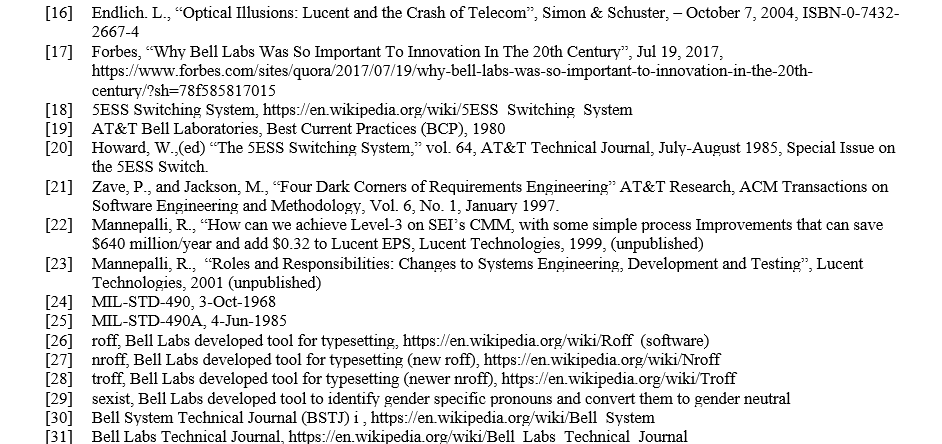 [16] Endlich. L., “Optical Illusions: Lucent and the Crash of Telecom”, Simon & Schuster, – October 7, 2004, ISBN-0-7432-
2667-4
[17] Forbes, “Why Bell Labs Was So Important To Innovation In The 20th Century”, Jul 19, 2017,
https://www.forbes.com/sites/quora/2017/07/19/why-bell-labs-was-so-important-to-innovation-in-the-20th-
century/?sh=78f585817015
[18] 5ESS Switching System, https://en.wikipedia.org/wiki/5ESS Switching System
[19] AT&T Bell Laboratories, Best Current Practices (BCP), 1980
[20] Howard, W.,(ed) “The 5ESS Switching System,” vol. 64, AT&T Technical Journal, July-August 1985, Special Issue on
the 5ESS Switch.
[21] Zave, P., and Jackson, M., “Four Dark Corners of Requirements Engineering” AT&T Research, ACM Transactions on
Software Engineering and Methodology, Vol. 6, No. 1, January 1997.
[22] Mannepalli, R., “How can we achieve Level-3 on SEI’s CMM, with some simple process Improvements that can save
$640 million/year and add $0.32 to Lucent EPS, Lucent Technologies, 1999, (unpublished)
[23] Mannepalli, R., “Roles and Responsibilities: Changes to Systems Engineering, Development and Testing”, Lucent
Technologies, 2001 (unpublished)
[24] MIL-STD-490, 3-Oct-1968
[25] MIL-STD-490A, 4-Jun-1985
[26] roff, Bell Labs developed tool for typesetting, https://en.wikipedia.org/wiki/Roff (software)
[27] nroff, Bell Labs developed tool for typesetting (new roff), https://en.wikipedia.org/wiki/Nroff
[28] troff, Bell Labs developed tool for typesetting (newer nroff), https://en.wikipedia.org/wiki/Troff
[29] sexist, Bell Labs developed tool to identify gender specific pronouns and convert them to gender neutral
[30] Bell System Technical Journal (BSTJ) i , https://en.wikipedia.org/wiki/Bell System
[31] Bell Labs Technical Journal, https://en.wikipedia.org/wiki/Bell Labs Technical Journal